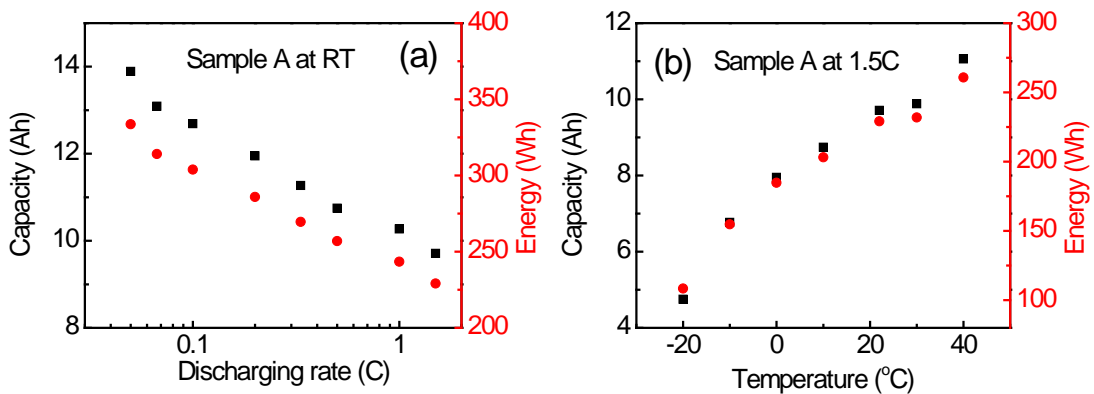 Sample A at RT
(a)
Capacity (Ah)
14
12
10
8
Energy (Wh)
400
350
300
250
200
0.1
1
Discharging rate (C)
(b)
Sample A at 1.5C
Capacity (Ah)
12
10
8
6
4
Energy (Wh)
300
250
200
150
100
-20
0
20
40
Temperature (°C)